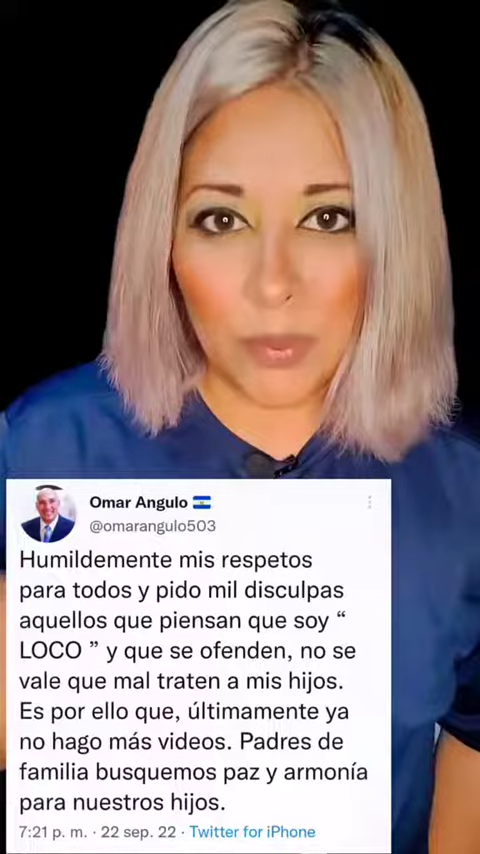 Omar Angulo 🇸🇻
@omarangulo503
Humildemente mis respetos
para todos y pido mil disculpas
aquellos que piensan que soy “
LOCO ” y que se ofenden, no se
vale que mal traten a mis hijos.
Es por ello que, últimamente ya
no hago más videos. Padres de
familia busquemos paz y armonía
para nuestros hijos.
7:21 p. m. · 22 sep. 22 · Twitter for iPhone